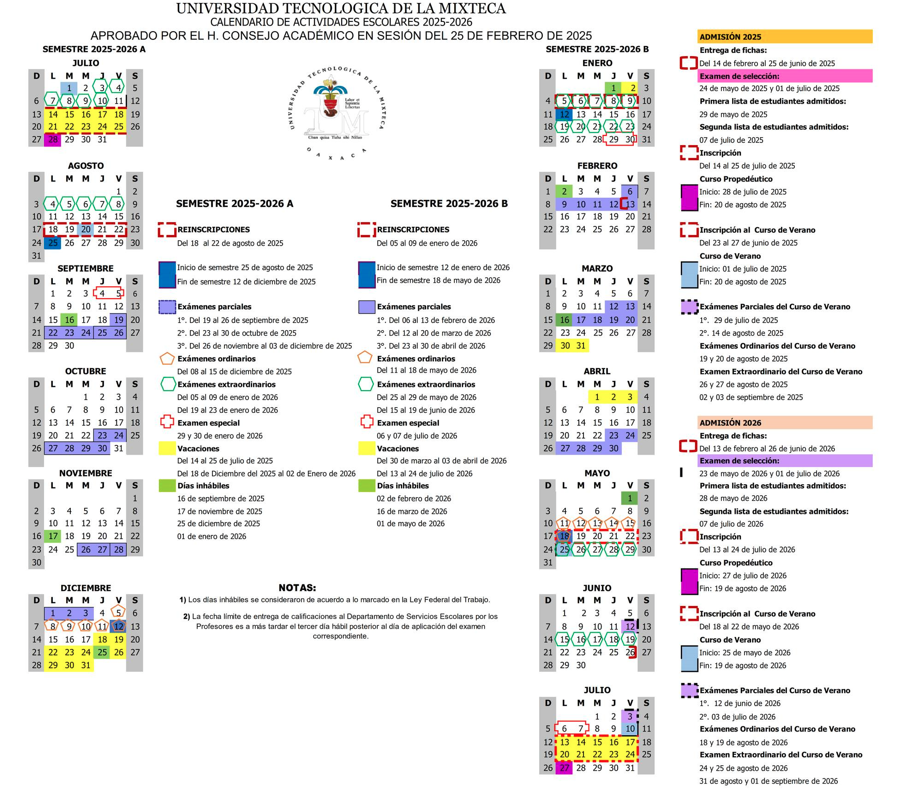 UNIVERSIDAD TECNOLOGICA DE LA MIXTECA
CALENDARIO DE ACTIVIDADES ESCOLARES 2025-2026
APROBADO POR EL H. CONSEJO ACADÉMICO EN SESIÓN DEL 25 DE FEBRERO DE 2025
SEMESTRE 2025-2026 A
JULIO
D L M M J V S
1 2 3 4 5
6 7 8 9 10 11 12
13 14 15 16 17 18 19
20 21 22 23 24 25 26
27 28 29 30 31
AGOSTO
D L M M J V S
1 2
3 4 5 6 7 8 9
10 11 12 13 14 15 16
17 18 19 20 21 22 23
24 25 26 27 28 29 30
31
SEPTIEMBRE
D L M M J V S
1 2 3 4 5 6
7 8 9 10 11 12 13
14 15 16 17 18 19 20
21 22 23 24 25 26 27
28 29 30
OCTUBRE
D L M M J V S
1 2 3 4
5 6 7 8 9 10 11
12 13 14 15 16 17 18
19 20 21 22 23 24 25
26 27 28 29 30 31
NOVIEMBRE
D L M M J V S
1
3 4 5 6 7 8
9 10 11 12 13 14 15
16 17 18 19 20 21 22
23 24 25 26 27 28 29
30
DICIEMBRE
D L M M J V S
1 2 3 4 5 6
7 8 9 10 11 12 13
14 15 16 17 18 19 20
21 22 23 24 25 26 27
28 29 30 31
UNIVERSIDAD TECNOLOGICA DE LA MIXTECA
OAXACA
SEMESTRE 2025-2026 A
REINSCRIPCIONES
Del 18 al 22 de agosto de 2025
Inicio de semestre 25 de agosto de 2025
Fin de semestre 12 de diciembre de 2025
Exámenes parciales
1°. Del 19 al 26 de septiembre de 2025
2°. Del 23 al 30 de octubre de 2025
3°. Del 26 de noviembre al 03 de diciembre de 2025
Exámenes ordinarios
Del 08 al 15 de diciembre de 2025
Exámenes extraordinarios
Del 05 al 09 de enero de 2026
Del 19 al 23 de enero de 2026
Examen especial
29 y 30 de enero de 2026
Vacaciones
Del 14 al 25 de julio de 2025
Del 18 de Diciembre del 2025 al 02 de Enero de 2026
Días inhábiles
16 de septiembre de 2025
17 de noviembre de 2025
25 de diciembre de 2025
01 de enero de 2026
SEMESTRE 2025-2026 B
REINSCRIPCIONES
Del 05 al 09 de enero de 2026
Inicio de semestre 12 de enero de 2026
Fin de semestre 18 de mayo de 2026
Exámenes parciales
1°. Del 06 al 13 de febrero de 2026
2°. Del 12 al 20 de marzo de 2026
3°. Del 23 al 30 de abril de 2026
Exámenes ordinarios
Del 11 al 18 de mayo de 2026
Exámenes extraordinarios
Del 25 al 29 de mayo de 2026
Del 15 al 19 de junio de 2026
Examen especial
06 y 07 de julio de 2026
Vacaciones
Del 30 de marzo al 03 de abril de 2026
Del 13 al 24 de julio de 2026
Días inhábiles
02 de febrero de 2026
16 de marzo de 2026
01 de mayo de 2026
NOTAS:
1) Los días inhábiles se consideraron de acuerdo a lo marcado en la Ley Federal del Trabajo.
2) La fecha límite de entrega de calificaciones al Departamento de Servicios Escolares por los
Profesores es a más tardar el tercer día hábil posterior al día de aplicación del examen
correspondiente.
SEMESTRE 2025-2026 B
ENERO
D L M M J V S
1 2 3
4 5 6 7 8 9 10
11 12 13 14 15 16 17
18 19 20 21 22 23 24
25 26 27 28 29 30 31
FEBRERO
D L M M J V S
1 2 3 4 5 6 7
8 9 10 11 12 13 14
15 16 17 18 19 20 21
22 23 24 25 26 27 28
MARZO
D L M M J V S
1 2 3 4 5 6 7
8 9 10 11 12 13 14
15 16 17 18 19 20 21
22 23 24 25 26 27 28
29 30 31
ABRIL
D L M M J V S
1 2 3 4
5 6 7 8 9 10 11
12 13 14 15 16 17 18
19 20 21 22 23 24 25
26 27 28 29 30
MAYO
D L M M J V S
1 2
3 4 5 6 7 8 9
10 11 12 13 14 15 16
17 18 19 20 21 22 23
24 25 26 27 28 29 30
31
JUNIO
D L M M J V S
1 2 3 4 5 6
7 8 9 10 11 12 13
14 15 16 17 18 19 20
21 22 23 24 25 26 27
28 29 30
JULIO
D L M M J V S
1 2 3 4
5 6 7 8 9 10 11
12 13 14 15 16 17 18
19 20 21 22 23 24 25
26 27 28 29 30 31
ADMISIÓN 2025
Entrega de fichas:
Del 14 de febrero al 25 de junio de 2025
Examen de selección:
24 de mayo de 2025 y 01 de julio de 2025
Primera lista de estudiantes admitidos:
29 de mayo de 2025
Segunda lista de estudiantes admitidos:
07 de julio de 2025
Inscripción
Del 14 al 25 de julio de 2025
Curso Propedéutico
Inicio: 28 de julio de 2025
Fin: 20 de agosto de 2025
Inscripción al Curso de Verano
Del 23 al 27 de junio de 2025
Curso de Verano
Inicio: 01 de julio de 2025
Fin: 20 de agosto de 2025
Exámenes Parciales del Curso de Verano
1°. 29 de julio de 2025
2°. 14 de agosto de 2025
Exámenes Ordinarios del Curso de Verano
19 y 20 de agosto de 2025
Examen Extraordinario del Curso de Verano
26 y 27 de agosto de 2025
02 y 03 de septiembre de 2025
ADMISIÓN 2026
Entrega de fichas:
Del 13 de febrero al 26 de junio de 2026
Examen de selección:
23 de mayo de 2026 y 01 de julio de 2026
Primera lista de estudiantes admitidos:
28 de mayo de 2026
Segunda lista de estudiantes admitidos:
07 de julio de 2026
Inscripción
Del 13 al 24 de julio de 2026
Curso Propedéutico
Inicio: 27 de julio de 2026
Fin: 19 de agosto de 2026
Inscripción al Curso de Verano
Del 18 al 22 de mayo de 2026
Curso de Verano
Inicio: 25 de mayo de 2026
Fin: 19 de agosto de 2026
Exámenes Parciales del Curso de Verano
1°. 12 de junio de 2026
2°. 03 de julio de 2026
Exámenes Ordinarios del Curso de Verano
18 y 19 de agosto de 2026
Examen Extraordinario del Curso de Verano
24 y 25 de agosto de 2026
31 de agosto y 01 de septiembre de 2026